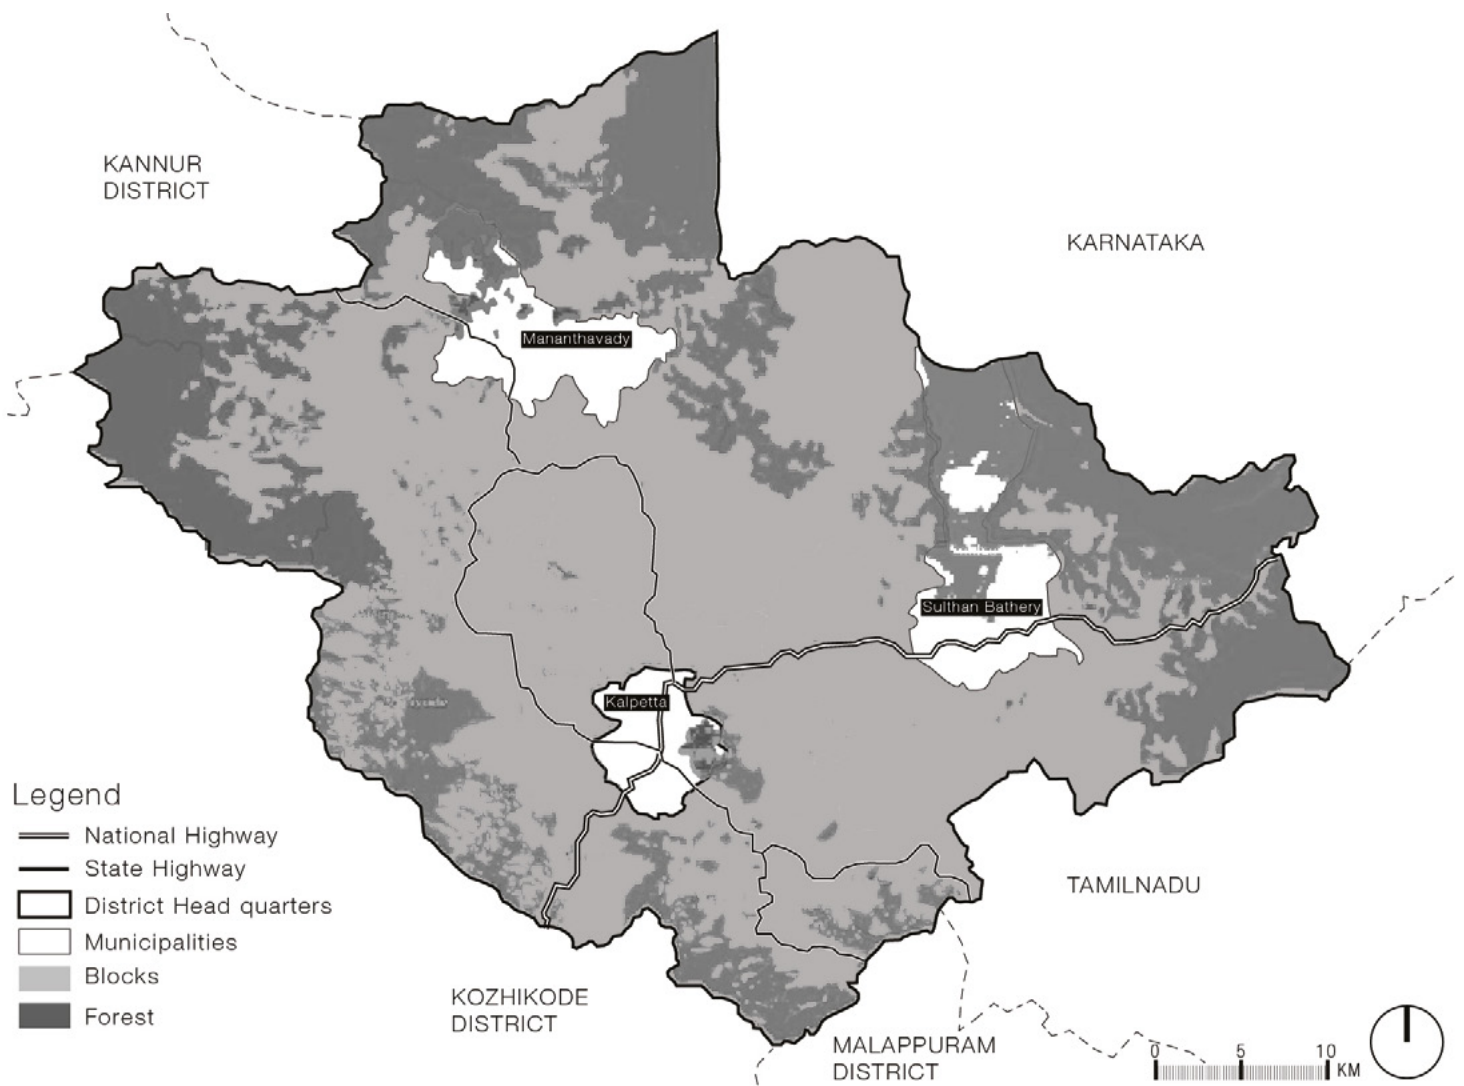 KANNUR
DISTRICT
KARNATAKA
Mananthavady
Sulthan Bathery
Kalpetta
Legend
National Highway
State Highway
District Head quarters
Municipalities
Blocks
Forest
TAMILNADU
KOZHIKODE
DISTRICT
MALAPPURAM
DISTRICT
0 5 10
KM